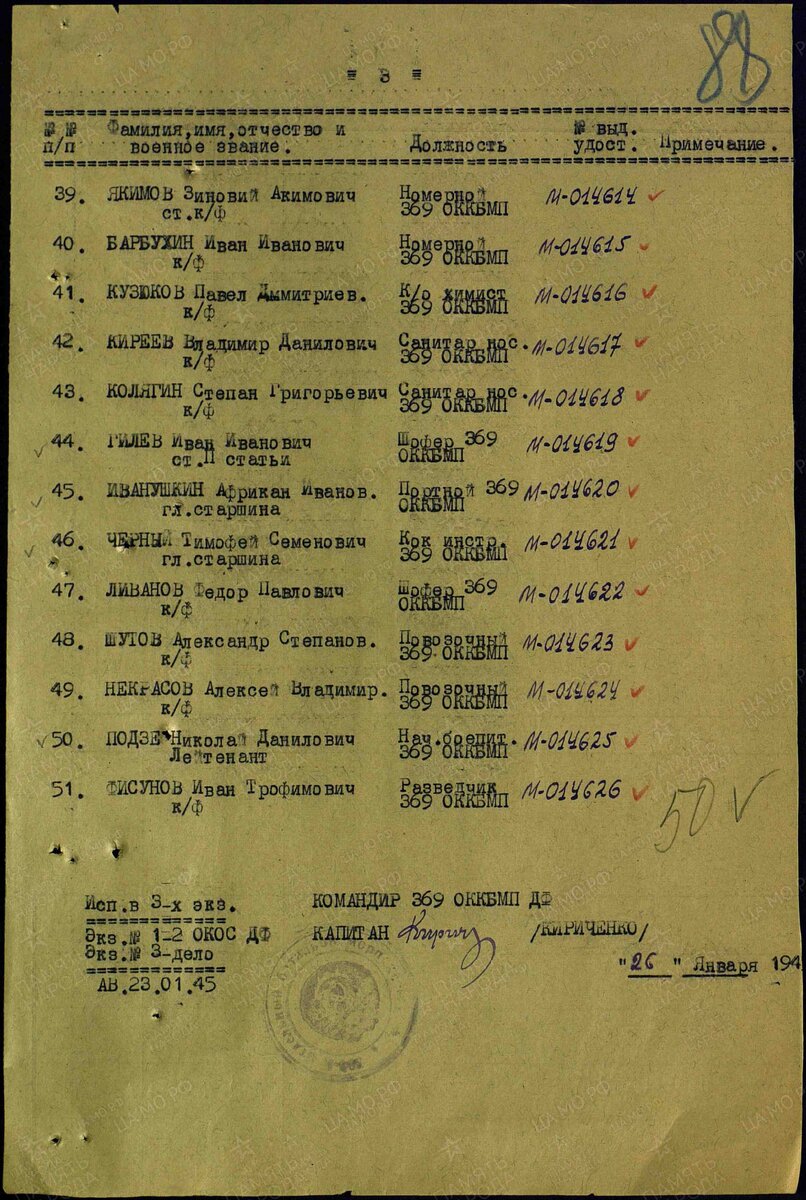 88
= 3 =
№ № Фамилия,имя,отчество и № выд.
п/п военное звание. Должность удост. Примечание.
39. ЯКИМОВ Зиновий Акимович Номерной М-014614
ст.к/ф 369 ОККБМП
40. БАРБУХИН Иван Иванович Номерной М-014615
к/ф 369 ОККБМП
41. КУЗЮКОВ Павел Дымитриев. К/о химист М-014616
к/ф 369 ОККБМП
42. КИРЕЕВ Владимир Данилович Санитар нос. М-014617
к/ф 369 ОККБМП
43. КОЛЯГИН Степан Григорьевич Санитар нос. М-014618
к/ф 369 ОККБМП
44. ГИЛЕВ Иван Иванович Шофер 369 М-014619
ст.II статьи ОККБМП
45. ИВАНУШКИН Африкан Иванов. Портной 369 М-014620
гл.старшина ОККБМП
46. ЧЕРНЫЙ Тимофей Семенович Кок инстр. М-014621
гл.старшина 369 ОККБМП
47. ЛИВАНОВ Федор Павлович Шофер 369 М-014622
к/ф ОККБМП
48. ШУТОВ Александр Степанов. Повозочный М-014623
к/ф 369 ОККБМП
49. НЕКРАСОВ Алексей Владимир. Повозочный М-014624
к/ф 369 ОККБМП
50. ПОДЗЕ Николай Данилович Нач.боепит. М-014625
Лейтенант 369 ОККБМП
51. ФИСУНОВ Иван Трофимович Разведчик М-014626
к/ф 369 ОККБМП
50
Исп.в 3-х экз. КОМАНДИР 369 ОККБМП ДФ
Экз.№ 1-2 ОКОС ДФ КАПИТАН /КИРИЧЕНКО/
Экз.№ 3-дело
"26" Января 194
АВ.23.01.45